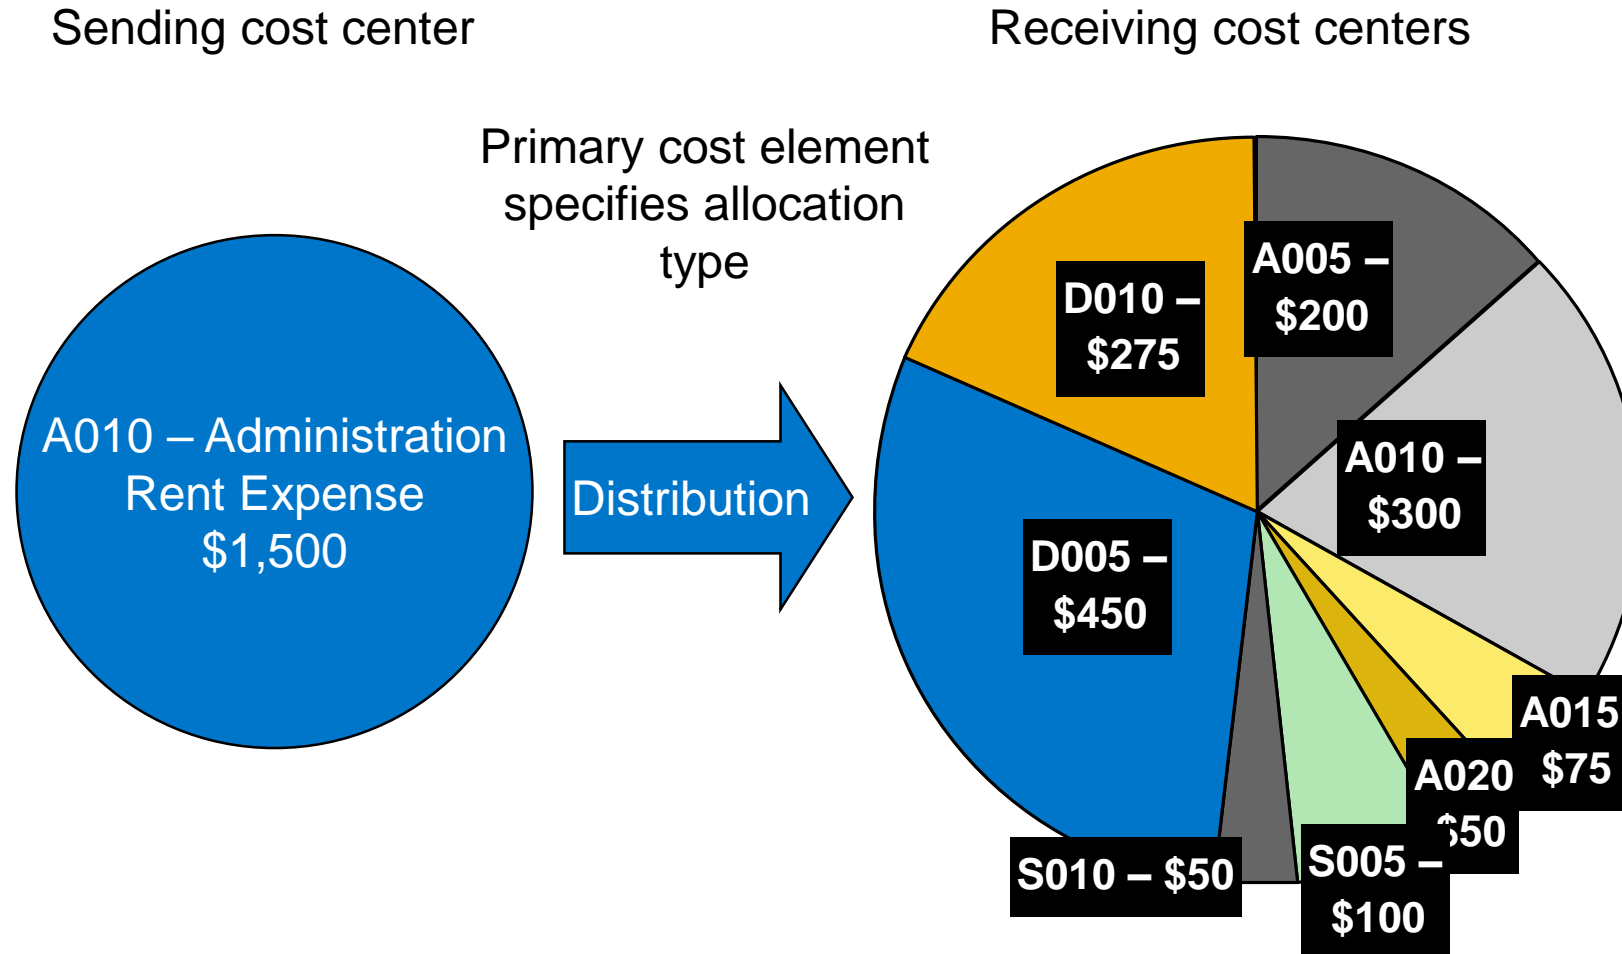 Sending cost center
Receiving cost centers
Primary cost element
specifies allocation
type
A010 – Administration
Rent Expense
$1,500
Distribution
A005 –
$200
D010 –
$275
A010 –
$300
D005 –
$450
A015
$75
A020
$50
S005 –
$100
S010 – $50